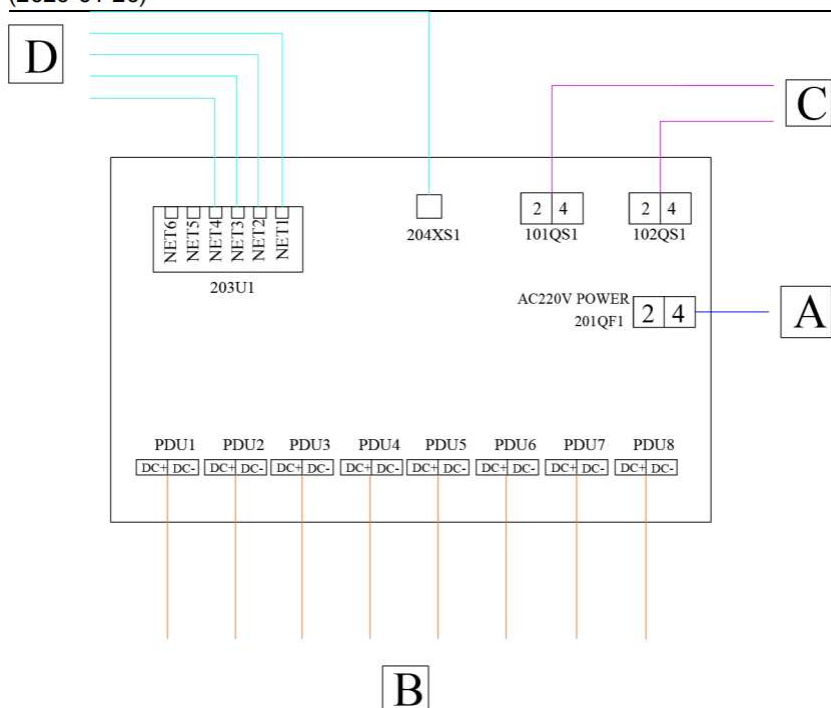 D
C
2 4
2 4
204XS1
101QS1
102QS1
NET6
NET5
NET4
NET3
NET2
NET1
203U1
AC220V POWER
201QF1
2 4
A
PDU1 PDU2 PDU3 PDU4 PDU5 PDU6 PDU7 PDU8
DC+ DC- DC+ DC- DC+ DC- DC+ DC- DC+ DC- DC+ DC- DC+ DC- DC+ DC-
B